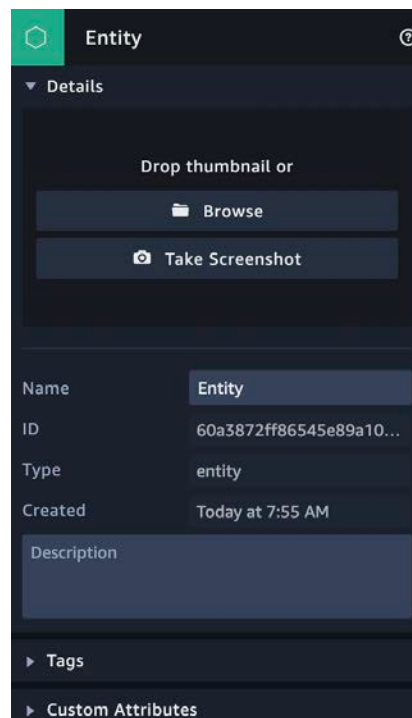 Entity
Details
Drop thumbnail or
Browse
Take Screenshot
Name Entity
ID 60a3872ff86545e89a10...
Type entity
Created Today at 7:55 AM
Description
Tags
Custom Attributes